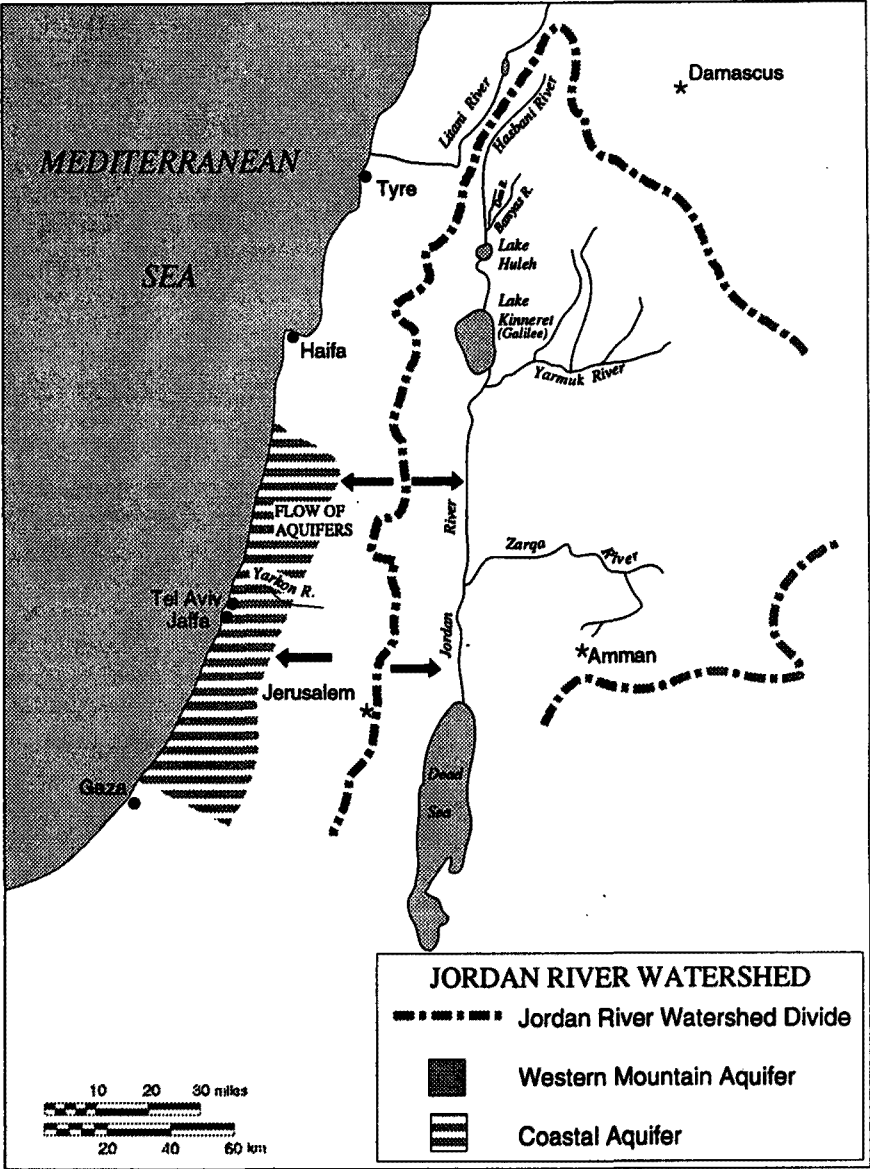 Damascus
Litani River
Hasbani River
MEDITERRANEAN
Tyre
Dan R.
Banyas R.
SEA
Lake
Huleh
Lake
Kinneret
(Galilee)
Haifa
Yarmuk River
FLOW OF
AQUIFERS
River
Zarqa River
Yarkon R.
Tel Aviv
Jaffa
Jordan
Amman
Jerusalem
Dead
Sea
Gaza
JORDAN RIVER WATERSHED
Jordan River Watershed Divide
Western Mountain Aquifer
Coastal Aquifer
10 20 30 miles
20 40 60 km